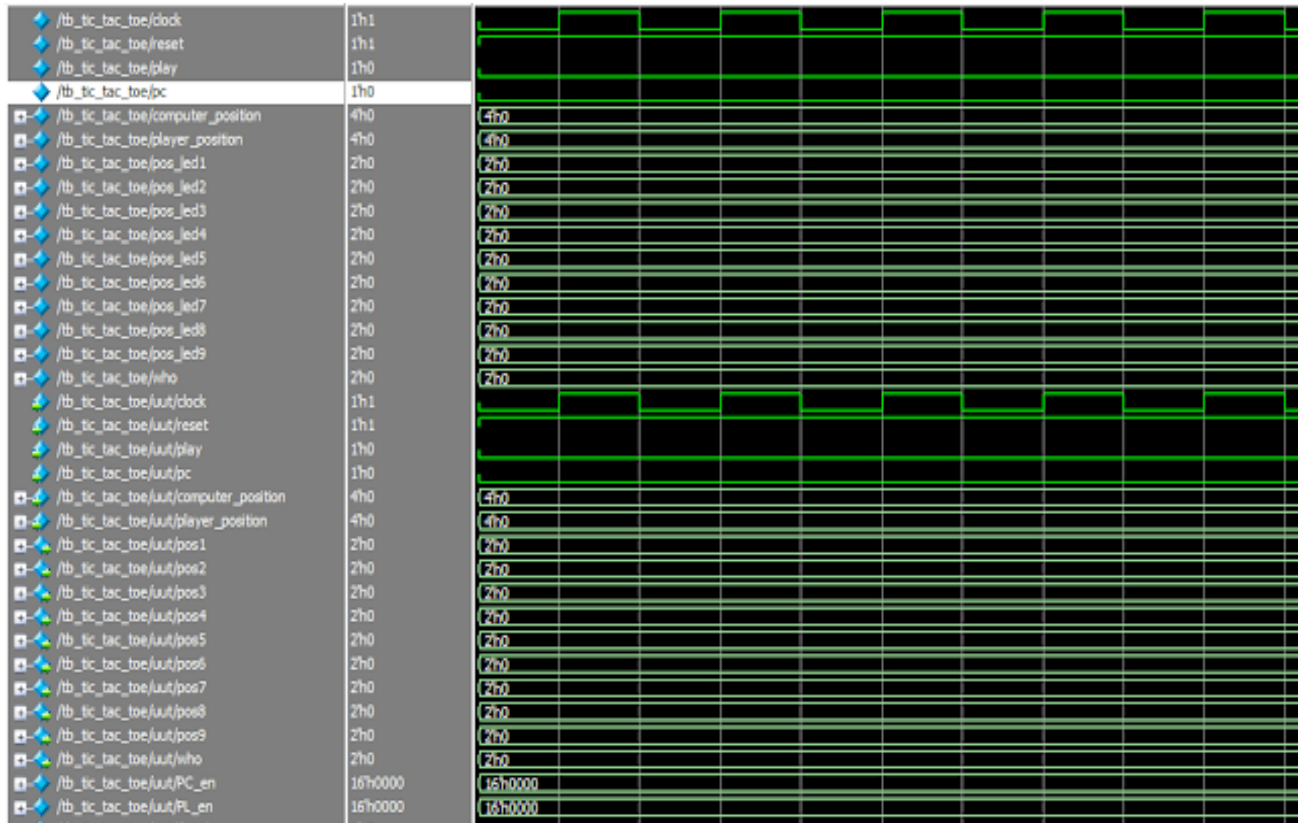 /tb_tic_tac_toe/clock 1'h1
/tb_tic_tac_toe/reset 1'h1
/tb_tic_tac_toe/play 1'h0
/tb_tic_tac_toe/pc 1'h0
/tb_tic_tac_toe/computer_position 4'h0 4'h0
/tb_tic_tac_toe/player_position 4'h0 4'h0
/tb_tic_tac_toe/pos_led1 2'h0 2'h0
/tb_tic_tac_toe/pos_led2 2'h0 2'h0
/tb_tic_tac_toe/pos_led3 2'h0 2'h0
/tb_tic_tac_toe/pos_led4 2'h0 2'h0
/tb_tic_tac_toe/pos_led5 2'h0 2'h0
/tb_tic_tac_toe/pos_led6 2'h0 2'h0
/tb_tic_tac_toe/pos_led7 2'h0 2'h0
/tb_tic_tac_toe/pos_led8 2'h0 2'h0
/tb_tic_tac_toe/pos_led9 2'h0 2'h0
/tb_tic_tac_toe/who 2'h0 2'h0
/tb_tic_tac_toe/uut/clock 1'h1
/tb_tic_tac_toe/uut/reset 1'h1
/tb_tic_tac_toe/uut/play 1'h0
/tb_tic_tac_toe/uut/pc 1'h0
/tb_tic_tac_toe/uut/computer_position 4'h0 4'h0
/tb_tic_tac_toe/uut/player_position 4'h0 4'h0
/tb_tic_tac_toe/uut/pos1 2'h0 2'h0
/tb_tic_tac_toe/uut/pos2 2'h0 2'h0
/tb_tic_tac_toe/uut/pos3 2'h0 2'h0
/tb_tic_tac_toe/uut/pos4 2'h0 2'h0
/tb_tic_tac_toe/uut/pos5 2'h0 2'h0
/tb_tic_tac_toe/uut/pos6 2'h0 2'h0
/tb_tic_tac_toe/uut/pos7 2'h0 2'h0
/tb_tic_tac_toe/uut/pos8 2'h0 2'h0
/tb_tic_tac_toe/uut/pos9 2'h0 2'h0
/tb_tic_tac_toe/uut/who 2'h0 2'h0
/tb_tic_tac_toe/uut/PC_en 16'h0000 16'h0000
/tb_tic_tac_toe/uut/PL_en 16'h0000 16'h0000